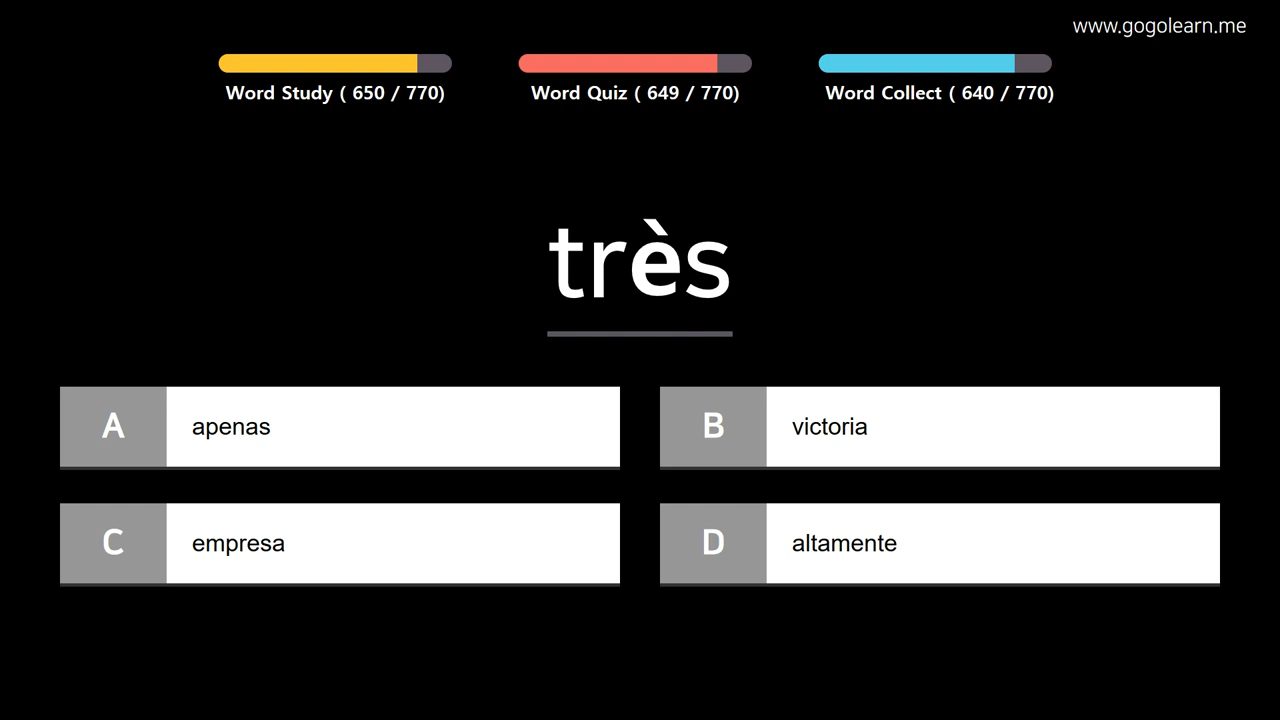 www.gogolearn.me
Word Study ( 650 / 770)
Word Quiz ( 649 / 770)
Word Collect ( 640 / 770)
très
A apenas
B victoria
C empresa
D altamente